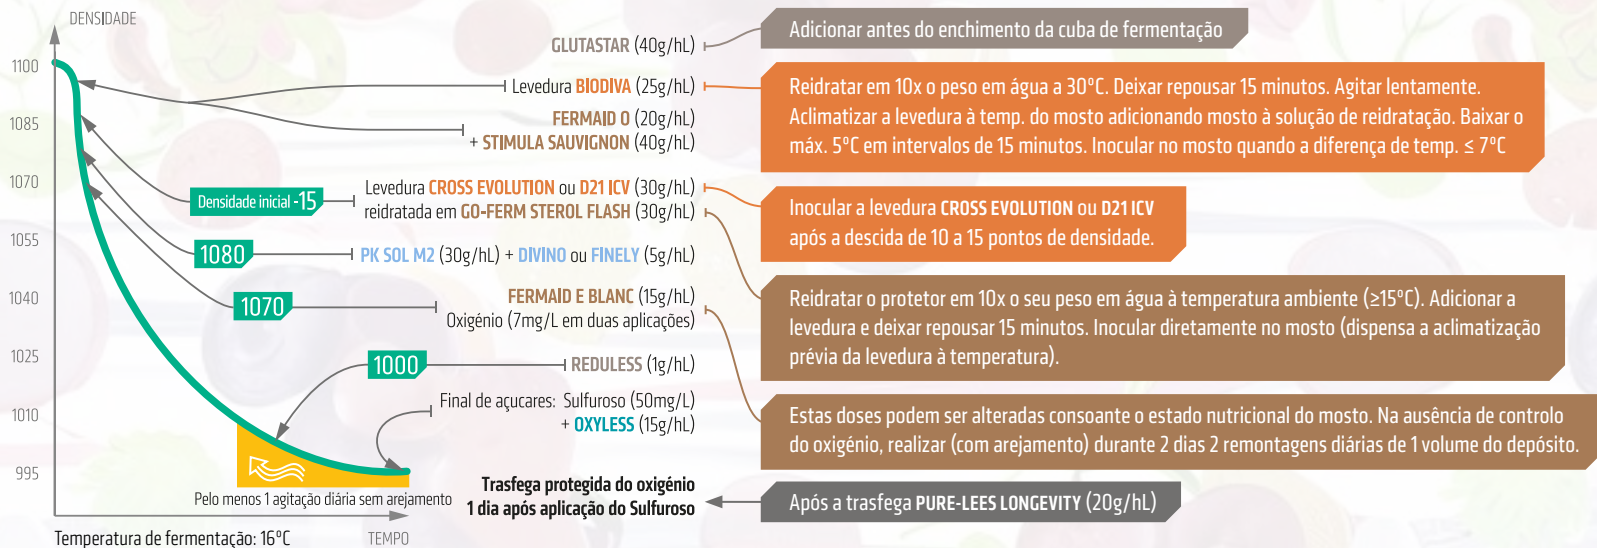 DENSIDADE
1100
1085
1070
1055
1040
1025
1010
995
GLUTASTAR (40g/hL)
Adicionar antes do enchimento da cuba de fermentação
Levedura BIODIVA (25g/hL)
Reidratar em 10x o peso em água a 30ºC. Deixar repousar 15 minutos. Agitar lentamente.
Aclimatizar a levedura à temp. do mosto adicionando mosto à solução de reidratação. Baixar o
máx. 5ºC em intervalos de 15 minutos. Inocular no mosto quando a diferença de temp. ≤ 7ºC
FERMAID O (20g/hL)
+ STIMULA SAUVIGNON (40g/hL)
Densidade inicial -15
Levedura CROSS EVOLUTION ou D21 ICV (30g/hL)
reidratada em GO-FERM STEROL FLASH (30g/hL)
Inocular a levedura CROSS EVOLUTION ou D21 ICV
após a descida de 10 a 15 pontos de densidade.
1080
PK SOL M2 (30g/hL) + DIVINO ou FINELY (5g/hL)
Reidratar o protetor em 10x o seu peso em água à temperatura ambiente (≥15ºC). Adicionar a
levedura e deixar repousar 15 minutos. Inocular diretamente no mosto (dispensa a aclimatização
prévia da levedura à temperatura).
1070
FERMAID E BLANC (15g/hL)
Oxigénio (7mg/L em duas aplicações)
Estas doses podem ser alteradas consoante o estado nutricional do mosto. Na ausência de controlo
do oxigénio, realizar (com arejamento) durante 2 dias 2 remontagens diárias de 1 volume do depósito.
1000
REDULESS (1g/hL)
Final de açucares: Sulfuroso (50mg/L)
+ OXYLESS (15g/hL)
Pelo menos 1 agitação diária sem arejamento
Trasfega protegida do oxigénio
1 dia após aplicação do Sulfuroso
Após a trasfega PURE-LEES LONGEVITY (20g/hL)
Temperatura de fermentação: 16ºC
TEMPO